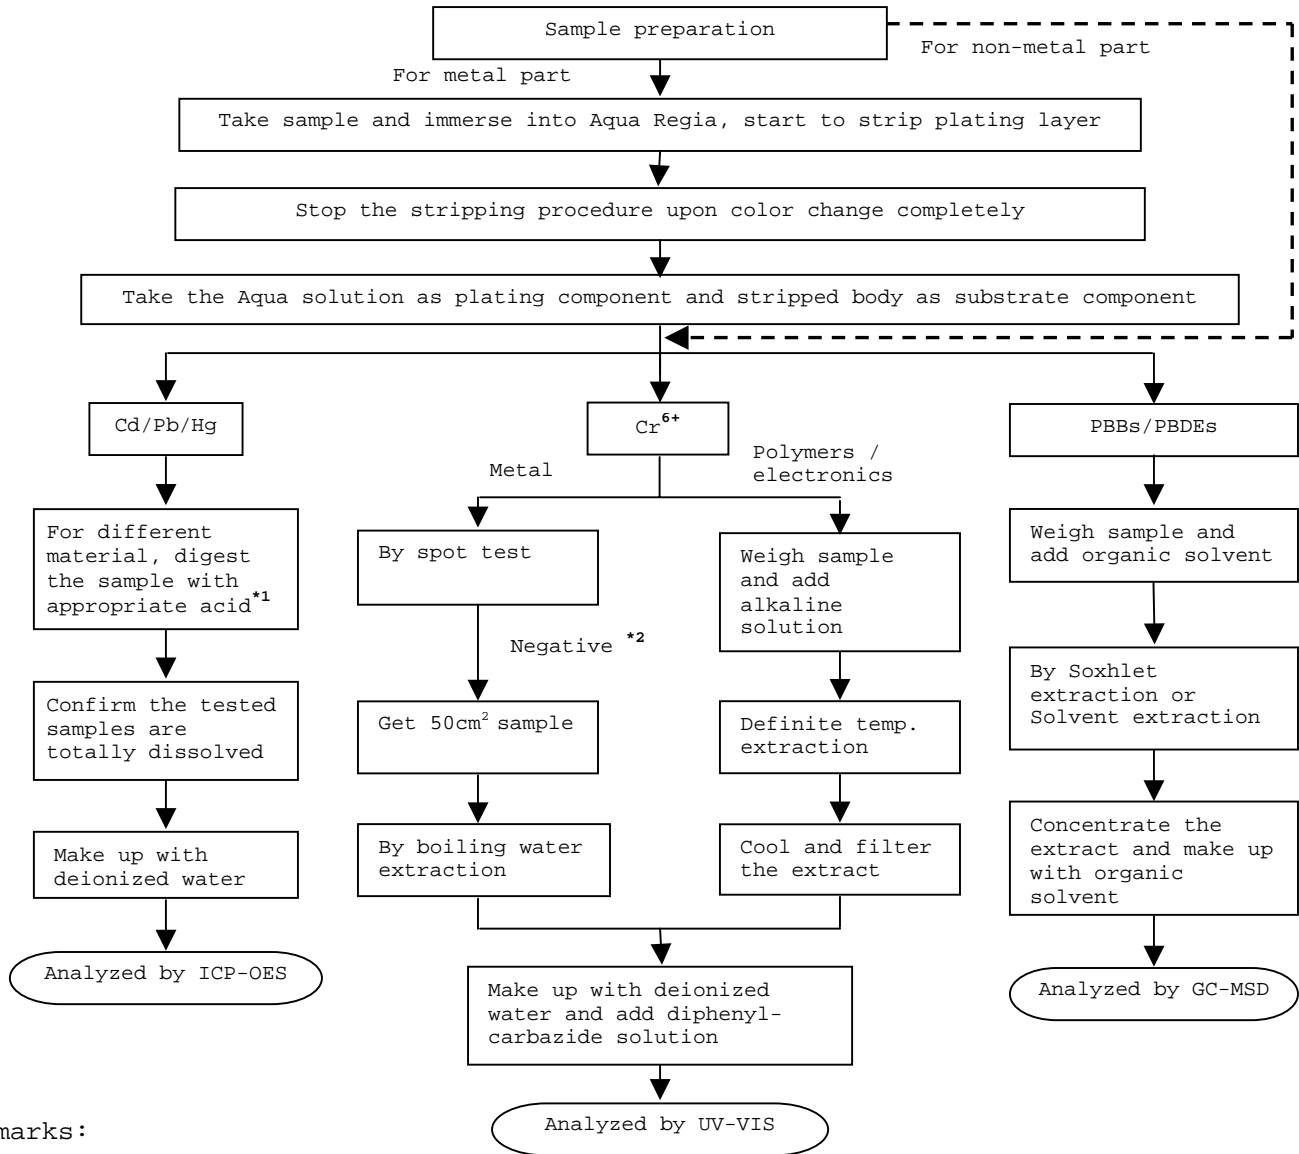 Sample preparation
For non-metal part
For metal part
Take sample and immerse into Aqua Regia, start to strip plating layer
Stop the stripping procedure upon color change completely
Take the Aqua solution as plating component and stripped body as substrate component
Cd/Pb/Hg
Cr6+
PBBs/PBDEs
Metal
Polymers /
electronics
For different
material, digest
the sample with
appropriate acid*1
Confirm the tested
samples are
totally dissolved
Make up with
deionized water
Analyzed by ICP-OES
By spot test
Negative *2
Get 50cm2 sample
By boiling water
extraction
Weigh sample
and add
alkaline
solution
Definite temp.
extraction
Cool and filter
the extract
Make up with deionized
water and add diphenyl-
carbazide solution
Analyzed by UV-VIS
Weigh sample and
add organic solvent
By Soxhlet
extraction or
Solvent extraction
Concentrate the
extract and make up
with organic
solvent
Analyzed by GC-MSD
marks: